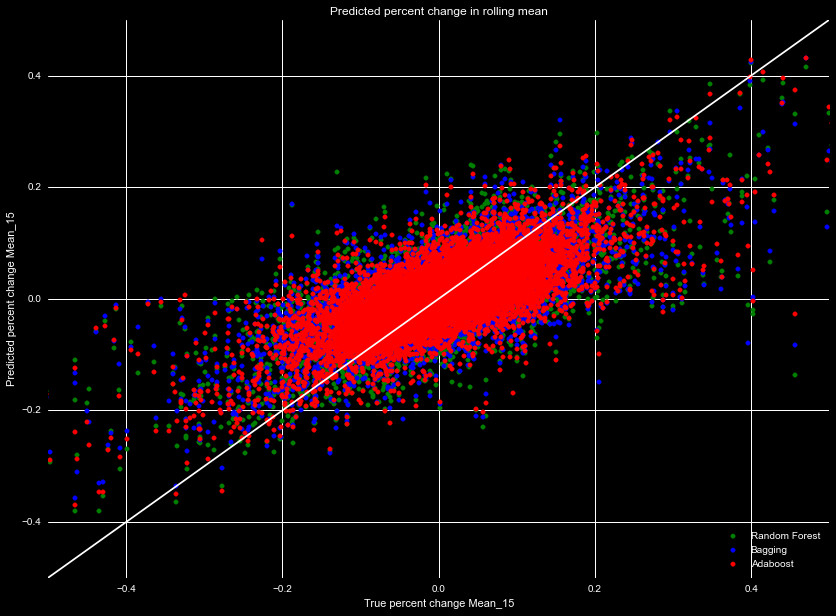 Predicted percent change in rolling mean
Predicted percent change Mean_15
0.4
0.2
0.0
−0.2
−0.4
−0.4
−0.2
0.0
0.2
0.4
True percent change Mean_15
Random Forest
Bagging
Adaboost